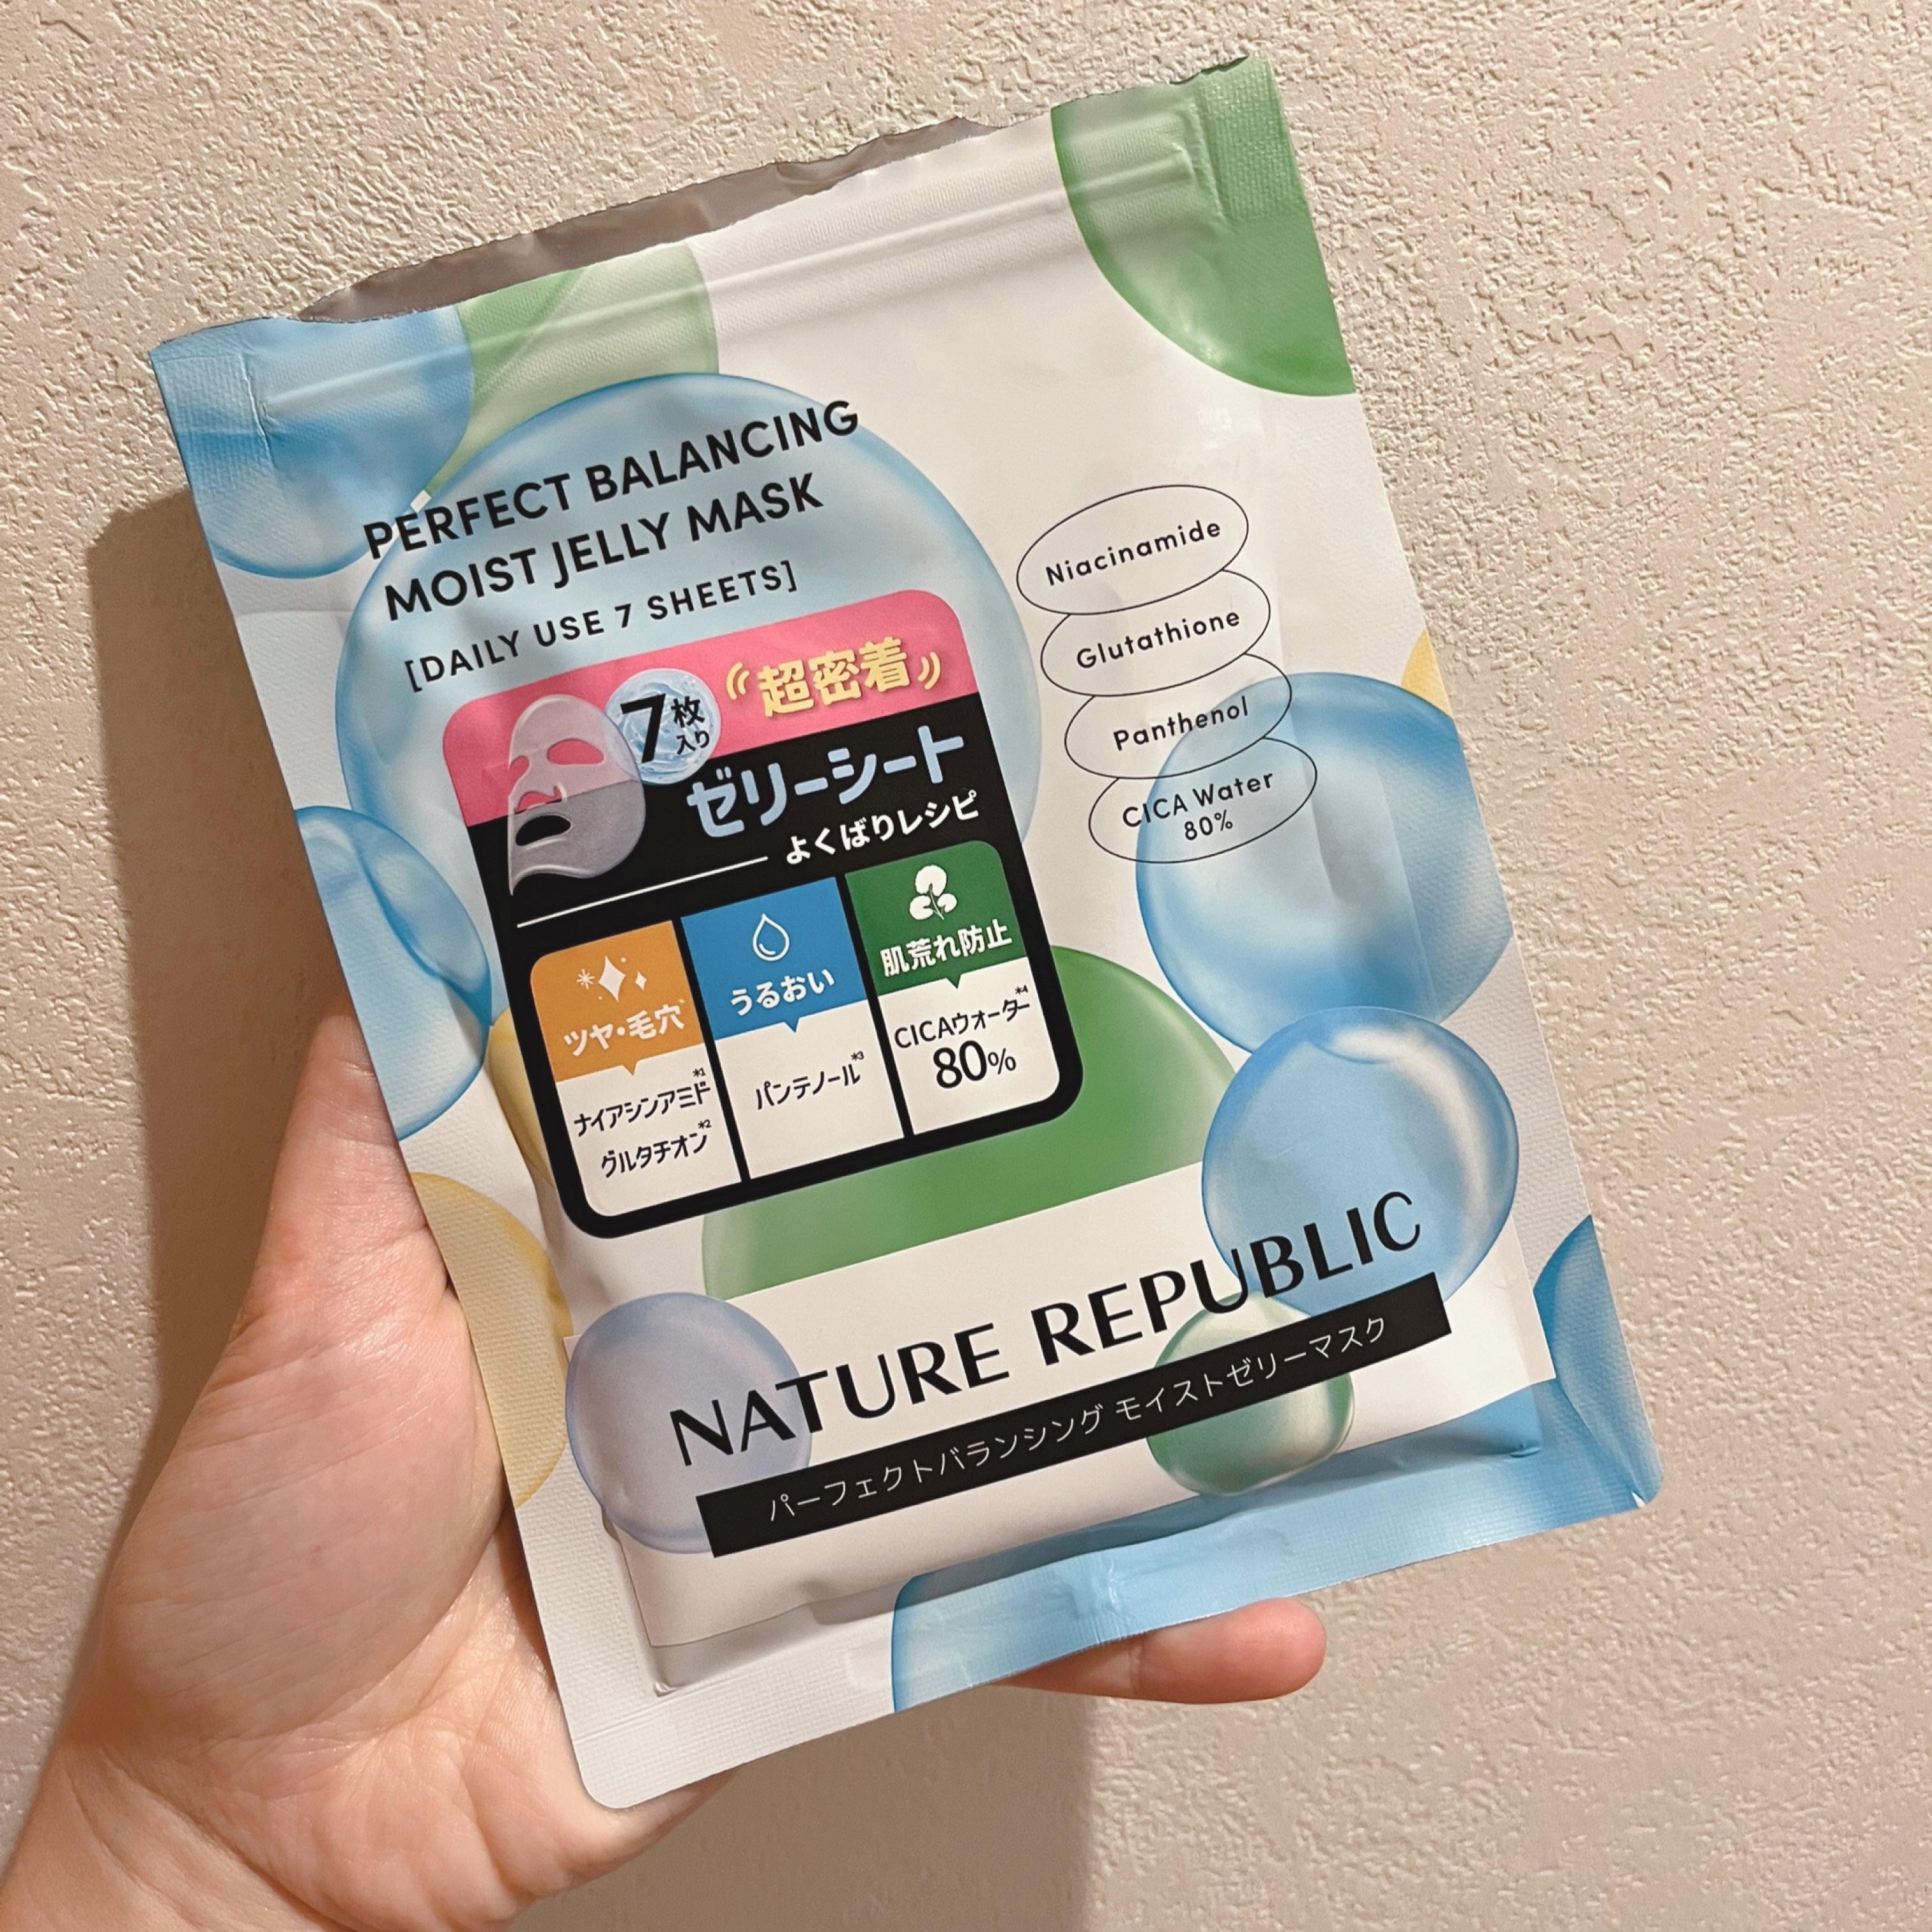 PERFECT BALANCING
MOIST JELLY MASK
[DAILY USE 7 SHEETS]
7枚入り
超密着
ゼリーシート
よくばりレシピ
ツヤ・毛穴
ナイアシンアミド*1
グルタチオン*2
うるおい
パンテノール*3
肌荒れ防止
CICAウォーター*4
80%
Niacinamide
Glutathione
Panthenol
CICA Water
80%
NATURE REPUBLIC
パーフェクトバランシング モイストゼリーマスク